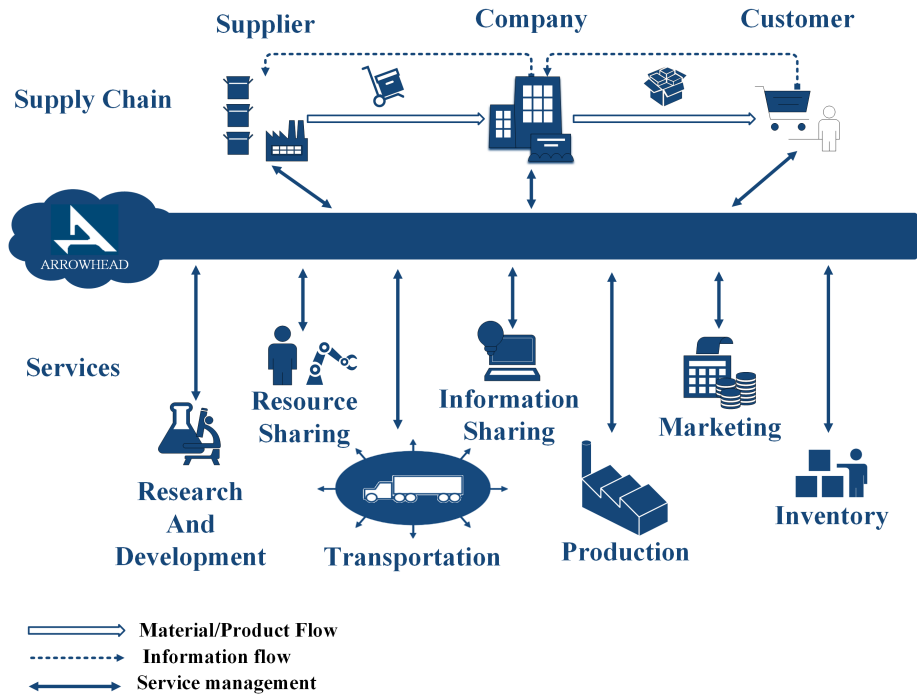 Supplier
Company
Customer
Supply Chain
ARROWHEAD
Services
Resource
Sharing
Information
Sharing
Marketing
Research
And
Development
Transportation
Production
Inventory
Material/Product Flow
Information flow
Service management